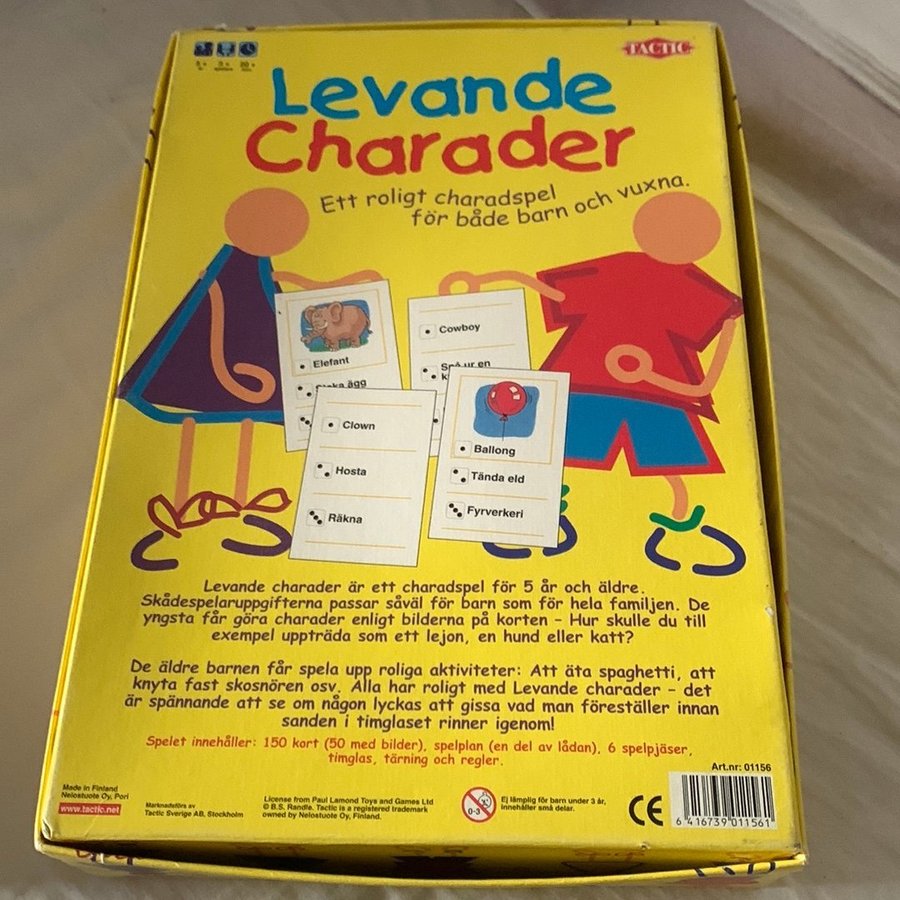 5+ 3+ 20+
TACTIC
Levande
Charader
Ett roligt charadspel
för både barn och vuxna.
Elefant
ägg
Cowboy
ur en
Clown
Hosta
Räkna
Ballong
Tända eld
Fyrverkeri
Levande charader är ett charadspel för 5 år och äldre.
Skådespelaruppgifterna passar såväl för barn som för hela familjen. De
yngsta får göra charader enligt bilderna på korten – Hur skulle du till
exempel uppträda som ett lejon, en hund eller katt?
De äldre barnen får spela upp roliga aktiviteter: Att äta spaghetti, att
knyta fast skosnören osv. Alla har roligt med Levande charader – det
är spännande att se om någon lyckas att gissa vad man föreställer innan
sanden i timglaset rinner igenom!
Spelet innehåller: 150 kort (50 med bilder), spelplan (en del av lådan), 6 spelpjäser,
timglas, tärning och regler.
Art.nr: 01156
Made in Finland
Nelostuote Oy, Pori
www.tactic.net
Marknadsförs av
Tactic Sverige AB, Stockholm
License from Paul Lamond Toys and Games Ltd
© B.S. Randle. Tactic is a registered trademark
owned by Nelostuote Oy, Finland.
0-3
Ej lämplig för barn under 3 år,
innehåller små delar.
CE
6 416739 011561